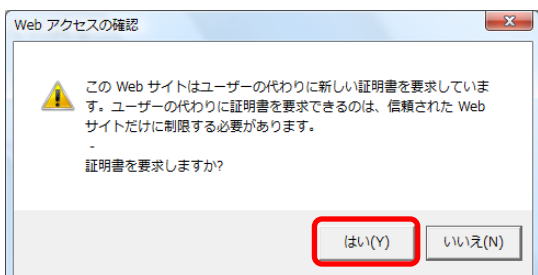 Web アクセスの確認
この Web サイトはユーザーの代わりに新しい証明書を要求していま
す。ユーザーの代わりに証明書を要求できるのは、信頼された Web
サイトだけに制限する必要があります。
-
証明書を要求しますか?
はい(Y)
いいえ(N)